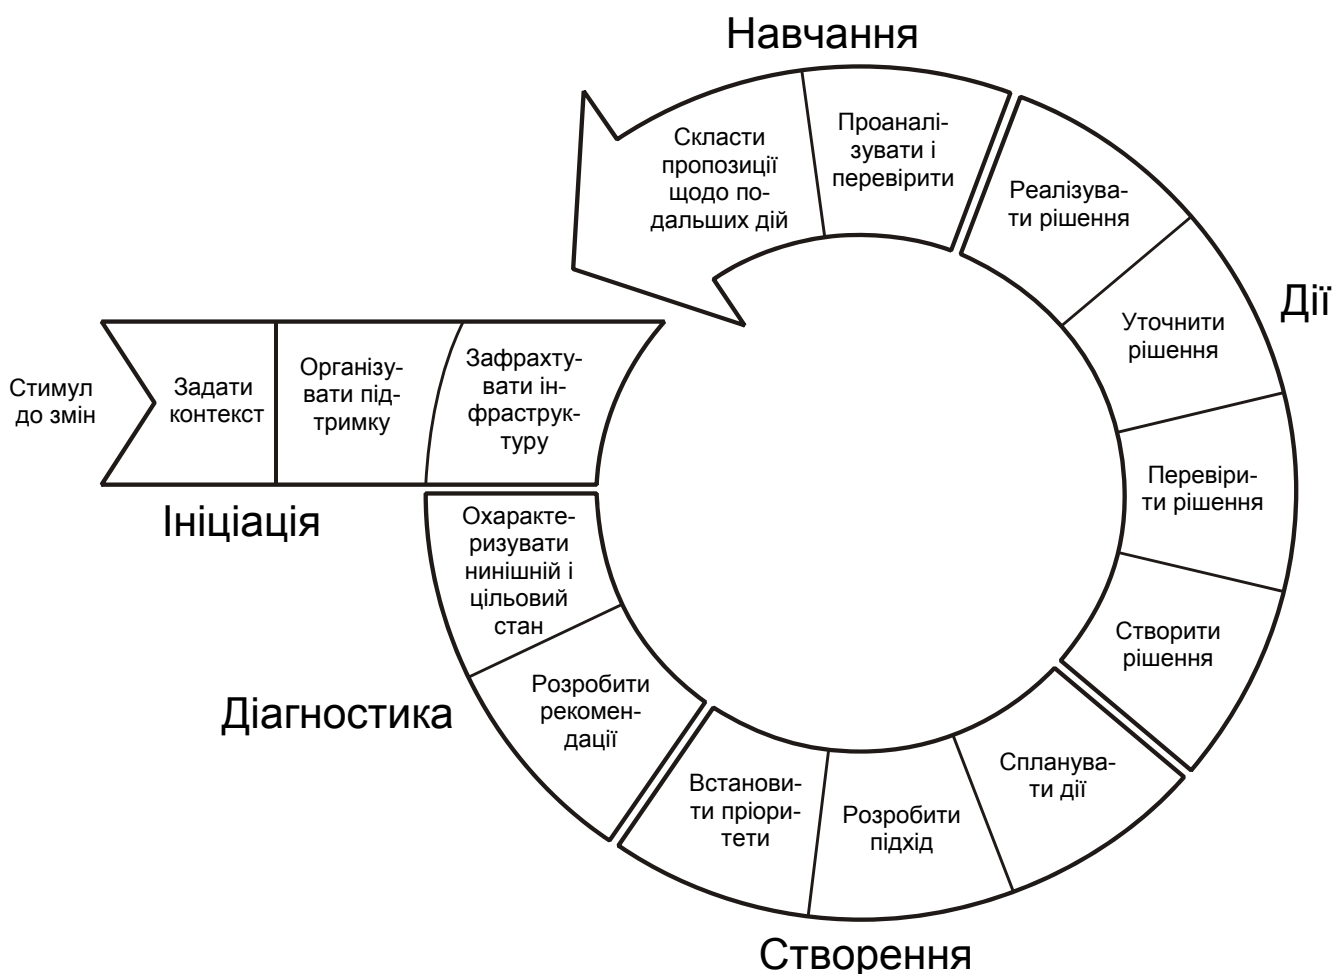 Навчання
Скласти
пропозиції
щодо по-
дальших дій
Проаналі-
зувати і
перевірити
Реалізува-
ти рішення
Дії
Уточнити
рішення
Перевіри-
ти рішення
Створити
рішення
Стимул
до змін
Задати
контекст
Організу-
вати під-
тримку
Зафрахту-
вати ін-
фраструк-
туру
Ініціація
Охаракте-
ризувати
нинішній і
цільовий
стан
Діагностика
Розробити
рекомен-
дації
Встанови-
ти пріори-
тети
Розробити
підхід
Спланува-
ти дії
Створення